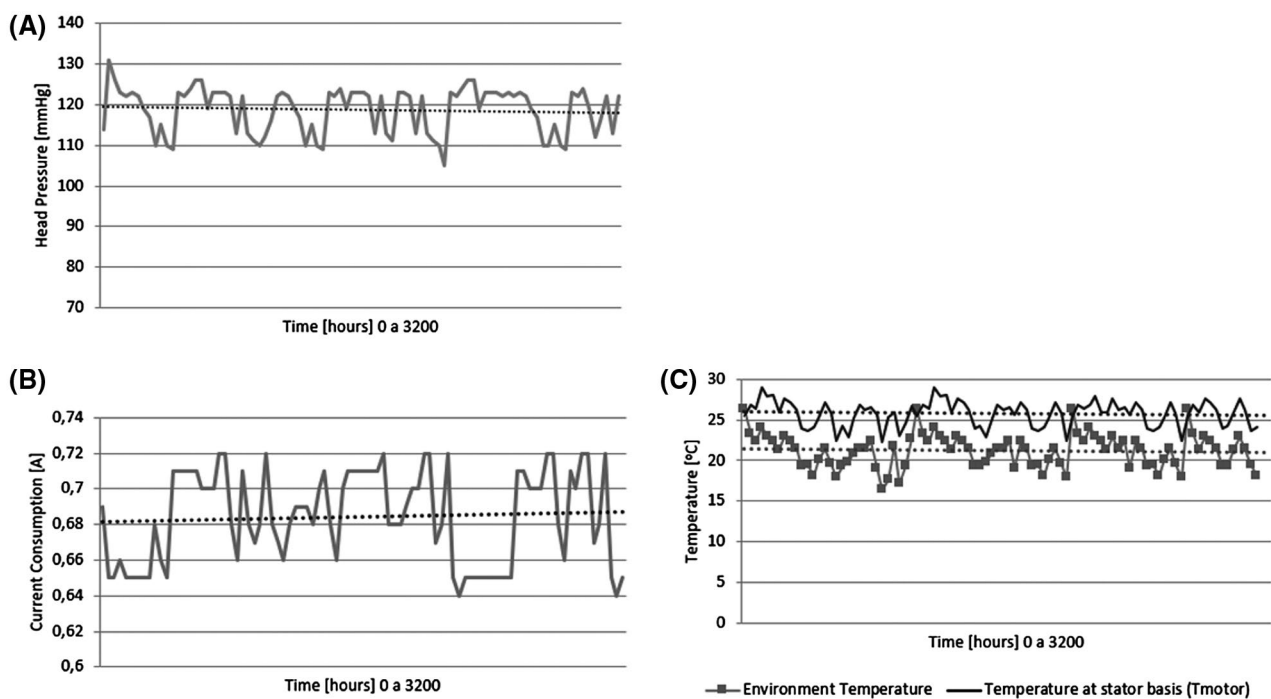 (A)
140
130
120
110
100
90
80
70
Head Pressure [mmHg]
Time [hours] 0 a 3200
(B)
0,74
0,72
0,7
0,68
0,66
0,64
0,62
0,6
Current Consumption [A]
Time [hours] 0 a 3200
(C)
30
25
20
15
10
5
0
Temperature [ºC]
Time [hours] 0 a 3200
Environment Temperature
Temperature at stator basis (Tmotor)